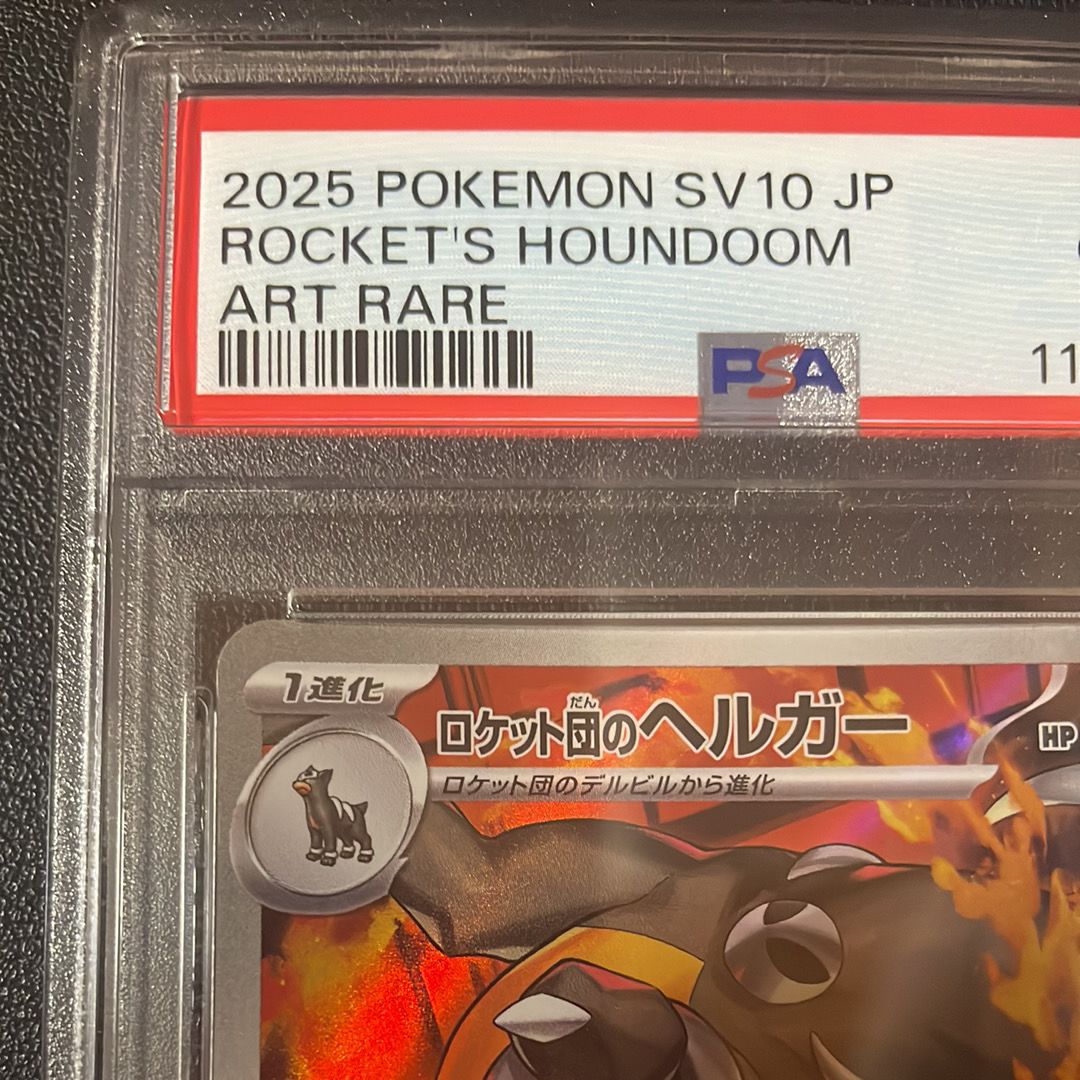 2025 POKEMON SV10 JP
ROCKET'S HOUNDOOM
ART RARE
PSA
11
1進化
ロケット団のヘルガー
だん
HP
ロケット団のデルビルから進化